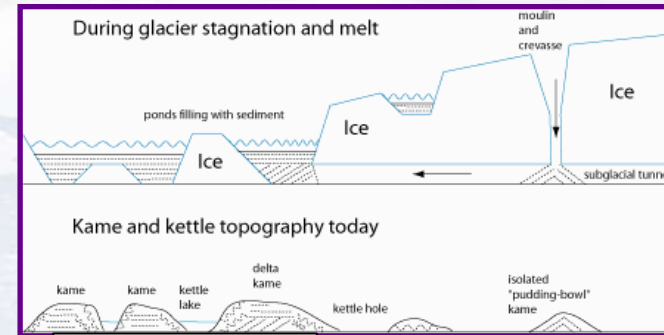 During glacier stagnation and melt
moulin
and
crevasse
ponds filling with sediment
Ice
Ice
Ice
Kame and kettle topography today
kame
kame
kettle
lake
delta
kame
kettle hole
isolated
"pudding-bowl"
kame